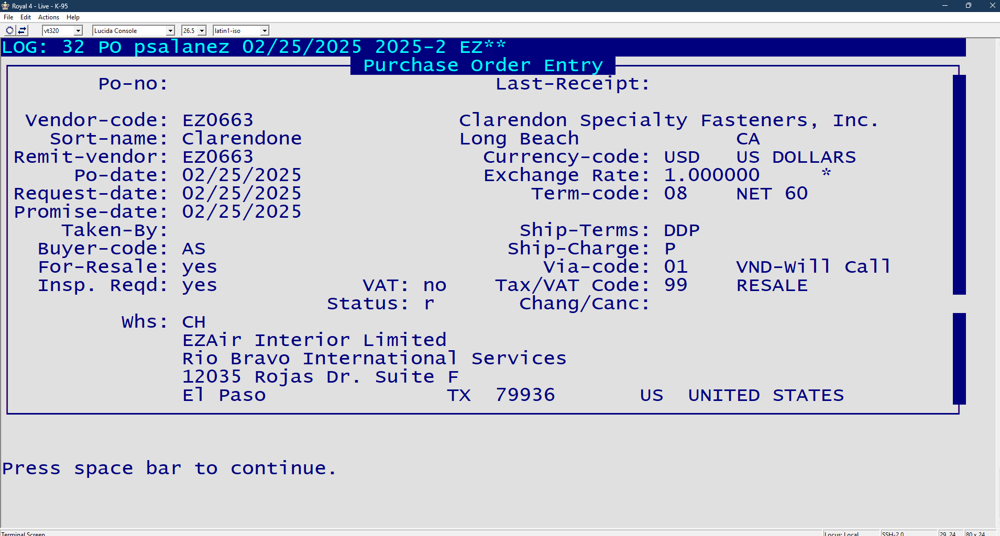 Royal 4 - Live - K-95
File Edit Actions Help
vt320 Lucida Console 26.5 latin1-iso
LOG: 32 PO psalanez 02/25/2025 2025-2 EZ**
Purchase Order Entry
Po-no: Last-Receipt:
Vendor-code: EZ0663 Clarendon Specialty Fasteners, Inc.
Sort-name: Clarendone Long Beach CA
Remit-vendor: EZ0663 Currency-code: USD US DOLLARS
Po-date: 02/25/2025 Exchange Rate: 1.000000 *
Request-date: 02/25/2025 Term-code: 08 NET 60
Promise-date: 02/25/2025
Taken-By: Ship-Terms: DDP
Buyer-code: AS Ship-Charge: P
For-Resale: yes Via-code: 01 VND-Will Call
Insp. Reqd: yes VAT: no Tax/VAT Code: 99 RESALE
Status: r Chang/Canc:
Whs: CH
EZAir Interior Limited
Rio Bravo International Services
12035 Rojas Dr. Suite F
El Paso TX 79936 US UNITED STATES
Press space bar to continue.
Terminal Screen Locus: Local SSH-2.0 29, 24 80 x 24